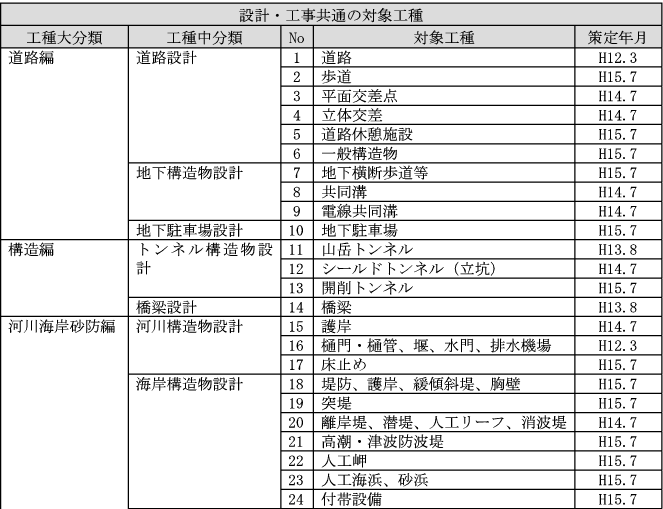 設計・工事共通の対象工種
工種大分類 工種中分類 No 対象工種 策定年月
道路編 道路設計 1 道路 H12.3
2 歩道 H15.7
3 平面交差点 H14.7
4 立体交差 H14.7
5 道路休憩施設 H15.7
6 一般構造物 H15.7
地下構造物設計 7 地下横断歩道等 H15.7
8 共同溝 H14.7
9 電線共同溝 H14.7
地下駐車場設計 10 地下駐車場 H15.7
構造編 トンネル構造物設計 11 山岳トンネル H13.8
12 シールドトンネル（立坑） H14.7
13 開削トンネル H15.7
橋梁設計 14 橋梁 H13.8
河川海岸砂防編 河川構造物設計 15 護岸 H14.7
16 樋門・樋管、堰、水門、排水機場 H12.3
17 床止め H15.7
海岸構造物設計 18 堤防、護岸、緩傾斜堤、胸壁 H15.7
19 突堤 H15.7
20 離岸堤、潜堤、人工リーフ、消波堤 H14.7
21 高潮・津波防波堤 H15.7
22 人工岬 H15.7
23 人工海浜、砂浜 H15.7
24 付帯設備 H15.7